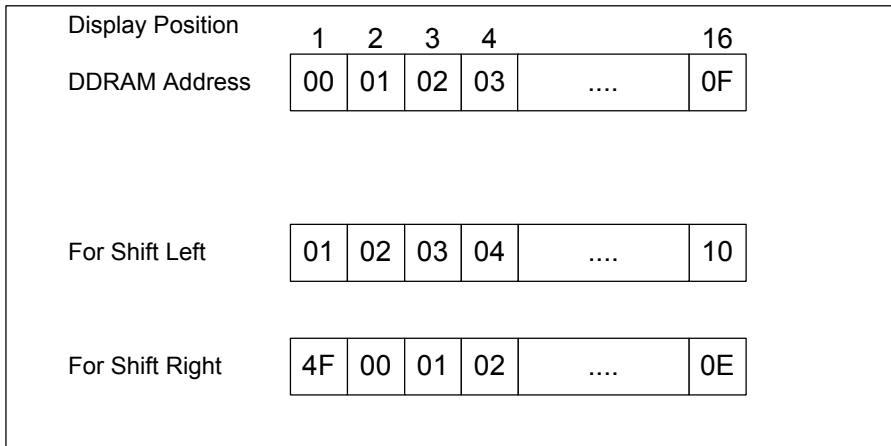 Display Position 1 2 3 4 16
DDRAM Address 00 01 02 03 .... 0F
For Shift Left 01 02 03 04 .... 10
For Shift Right 4F 00 01 02 .... 0E